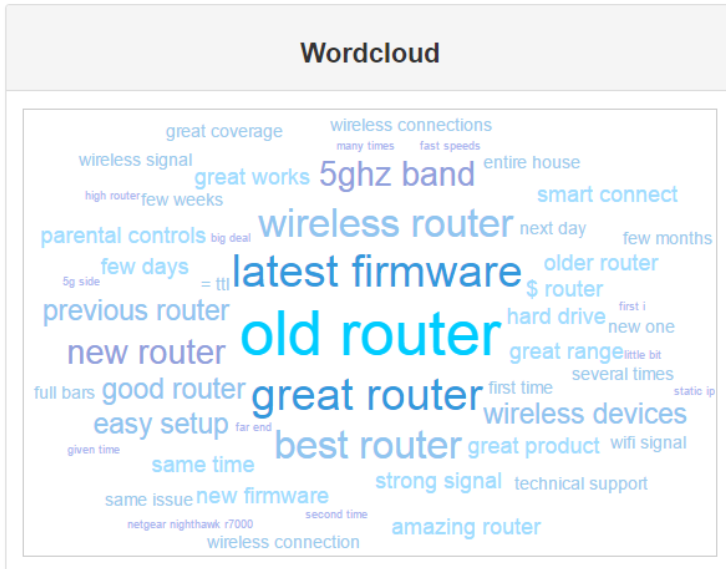 Wordcloud
great coverage
wireless connections
many times
fast speeds
wireless signal
great works
5ghz band
entire house
high router
few weeks
smart connect
parental controls
big deal
wireless router
next day
few months
few days
5g side
= ttl
latest firmware
older router
$ router
previous router
old router
hard drive
first i
new one
new router
great range
little bit
several times
full bars
good router
great router
first time
static ip
easy setup
far end
wireless devices
given time
best router
great product
wifi signal
same time
strong signal
technical support
same issue
new firmware
netgear nighthawk r7000
second time
amazing router
wireless connection